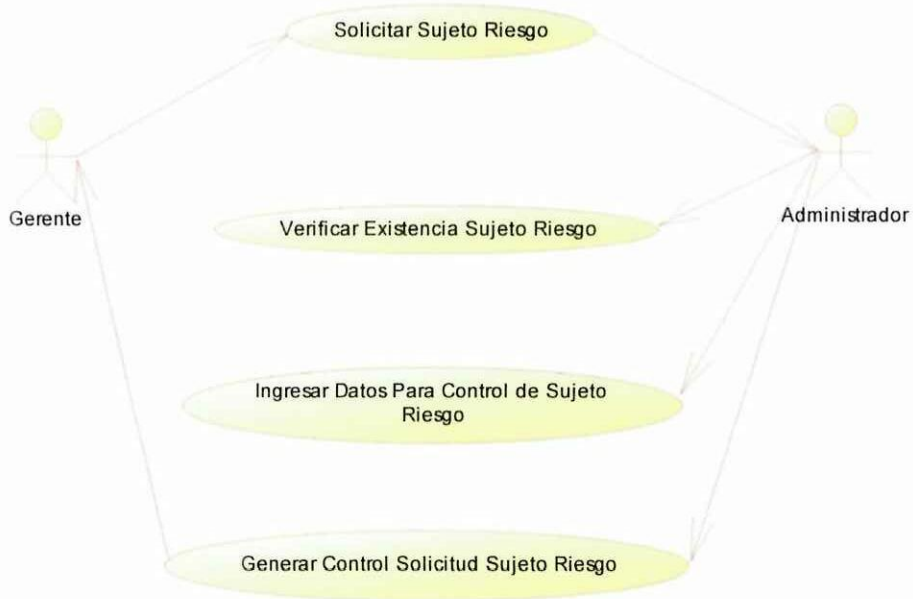 Solicitar Sujeto Riesgo
Gerente
Administrador
Verificar Existencia Sujeto Riesgo
Ingresar Datos Para Control de Sujeto
Riesgo
Generar Control Solicitud Sujeto Riesgo